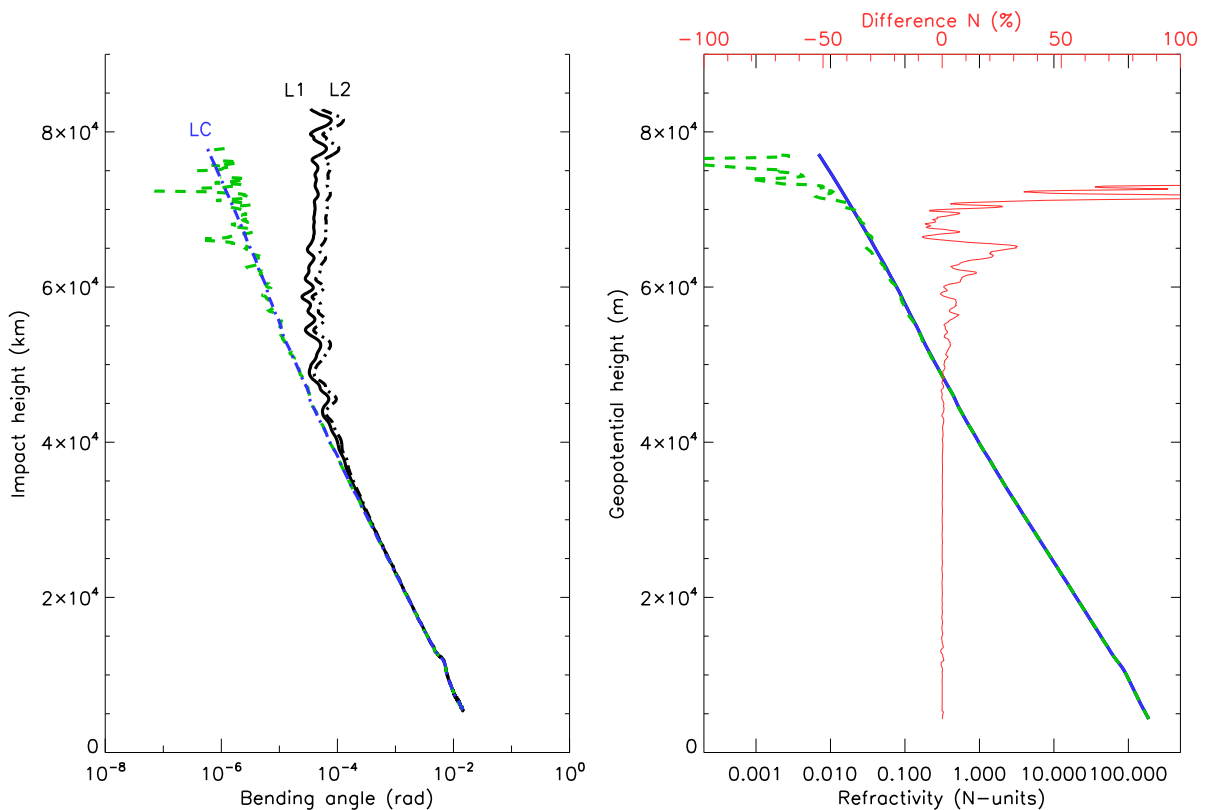 Difference N (%)
-100 -50 0 50 100
L1 L2
LC
8×10⁴
6×10⁴
4×10⁴
2×10⁴
0
Impact height (km)
10⁻⁸ 10⁻⁶ 10⁻⁴ 10⁻² 10⁰
Bending angle (rad)
8×10⁴
6×10⁴
4×10⁴
2×10⁴
0
Geopotential height (m)
0.001 0.010 0.100 1.000 10.000 100.000
Refractivity (N-units)